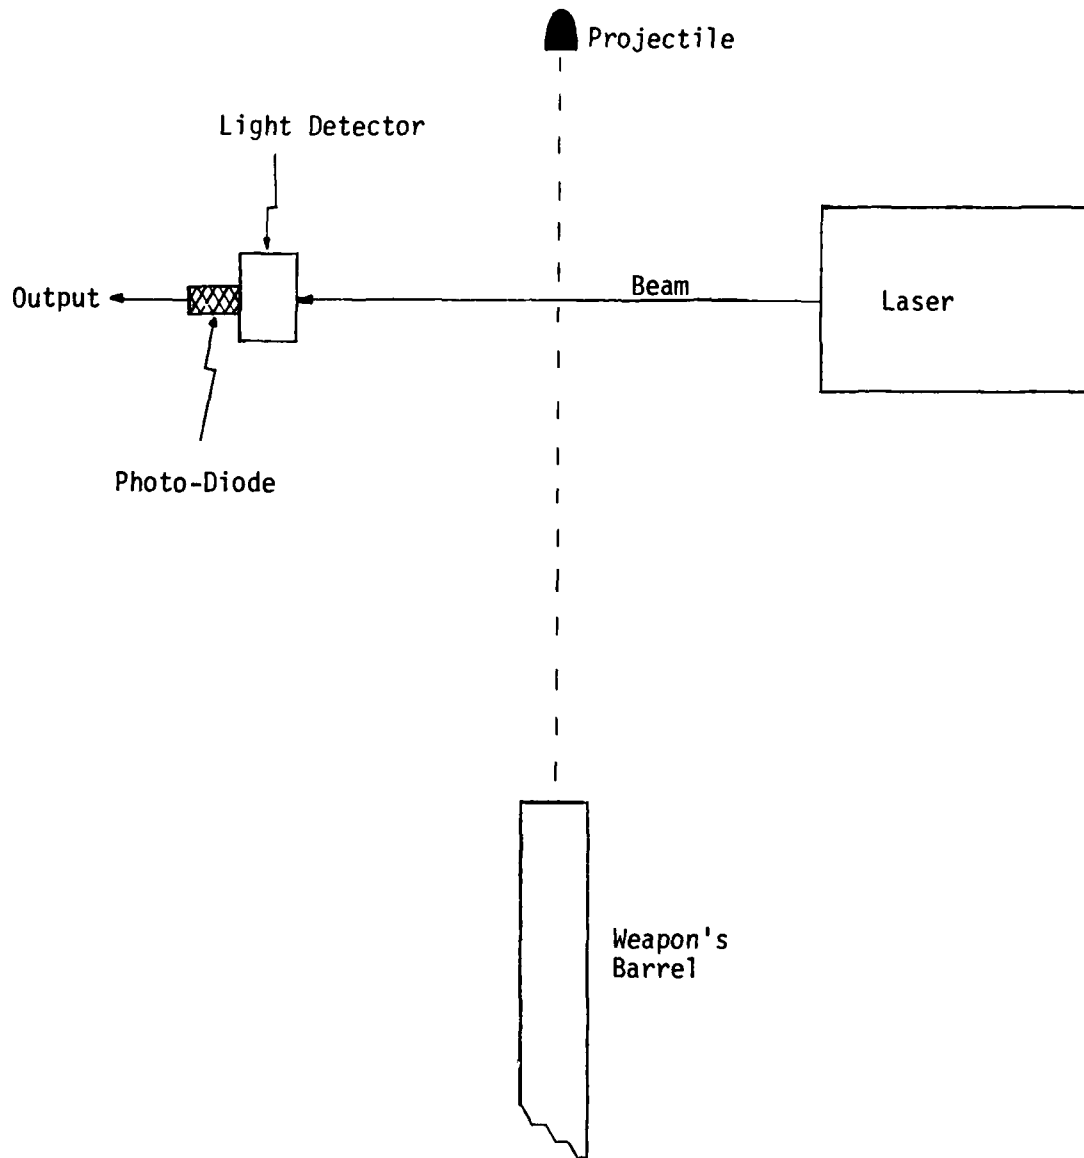 Projectile
Light Detector
Output
Beam
Laser
Photo-Diode
Weapon's
Barrel